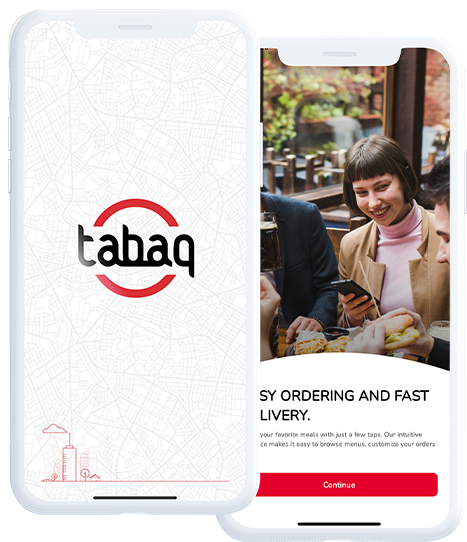 tabaq
SY ORDERING AND FAST
LIVERY.
your favorite meals with just a few taps. Our intuitive
ce makes it easy to browse menus, customize your orders
Continue